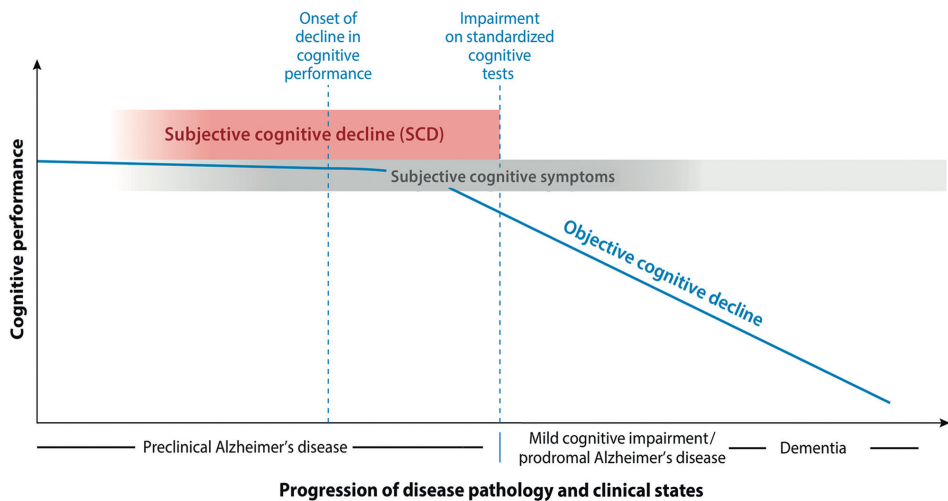 Onset of
decline in
cognitive
performance
Impairment
on standardized
cognitive
tests
Cognitive performance
Subjective cognitive decline (SCD)
Subjective cognitive symptoms
Objective cognitive decline
Preclinical Alzheimer’s disease
Mild cognitive impairment/
prodromal Alzheimer’s disease
Dementia
Progression of disease pathology and clinical states